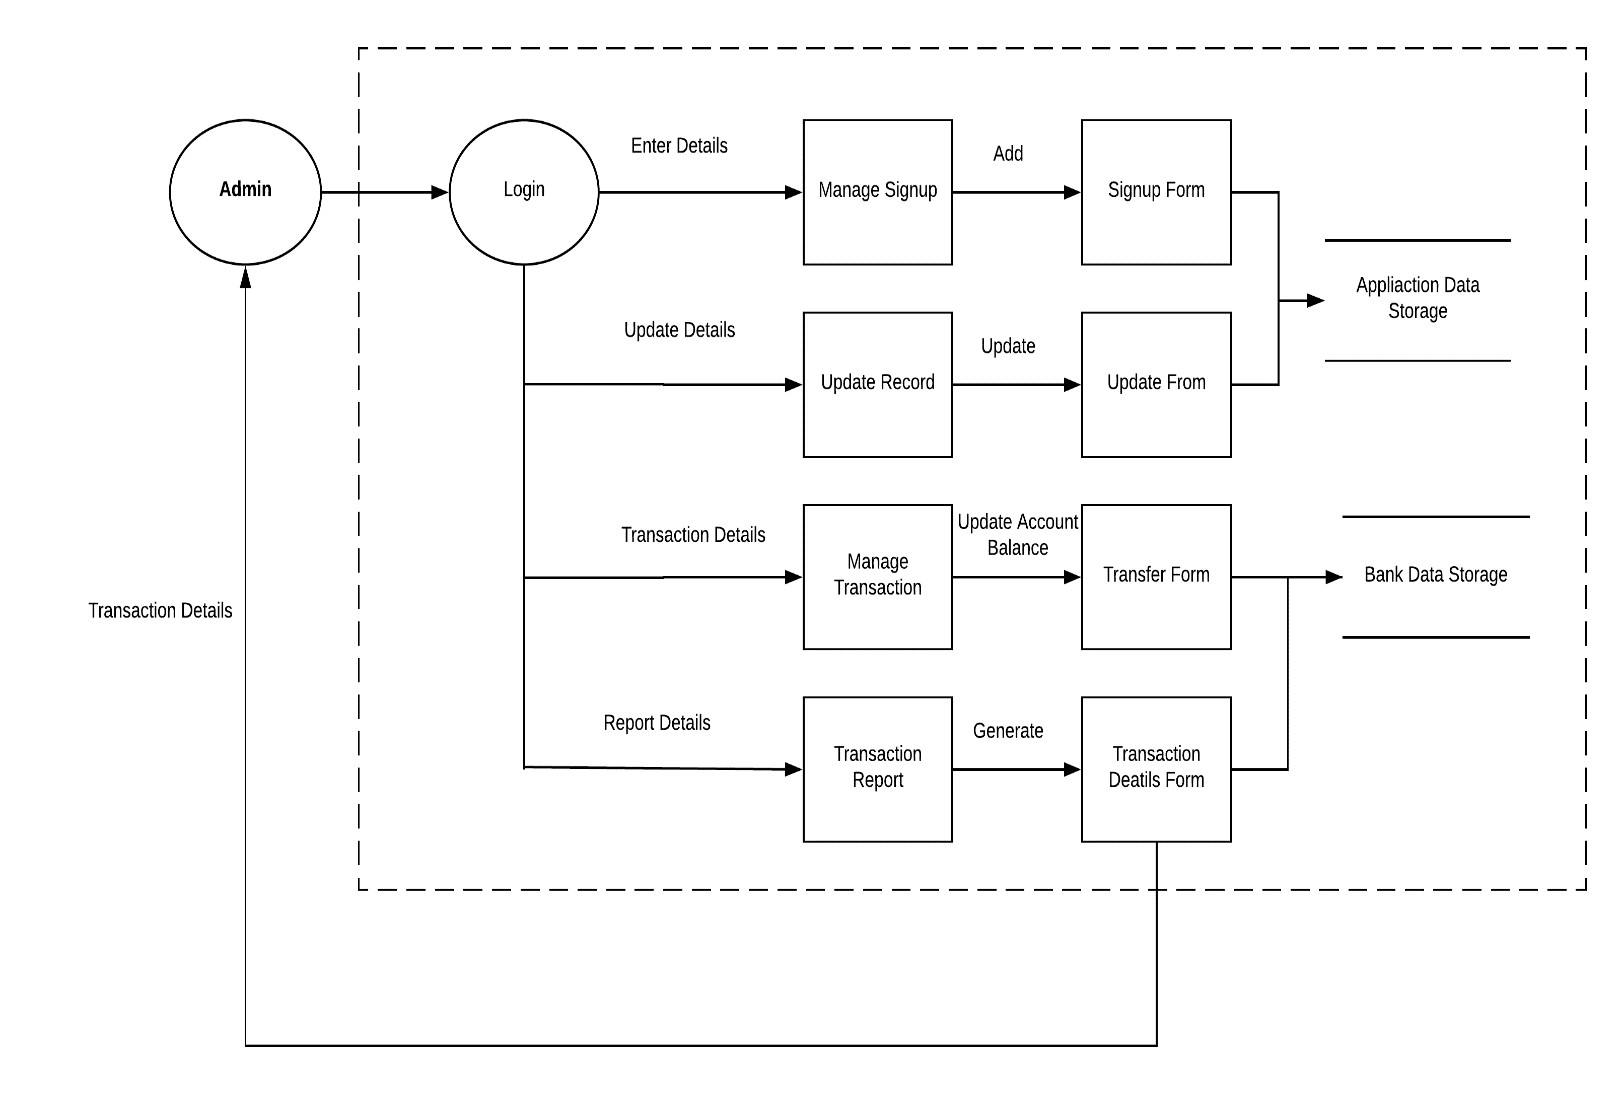 Enter Details
Add
Admin
Login
Manage Signup
Signup Form
Appliaction Data
Storage
Update Details
Update
Update Record
Update From
Transaction Details
Update Account
Balance
Manage
Transaction
Transfer Form
Bank Data Storage
Transaction Details
Report Details
Generate
Transaction
Report
Transaction
Deatils Form